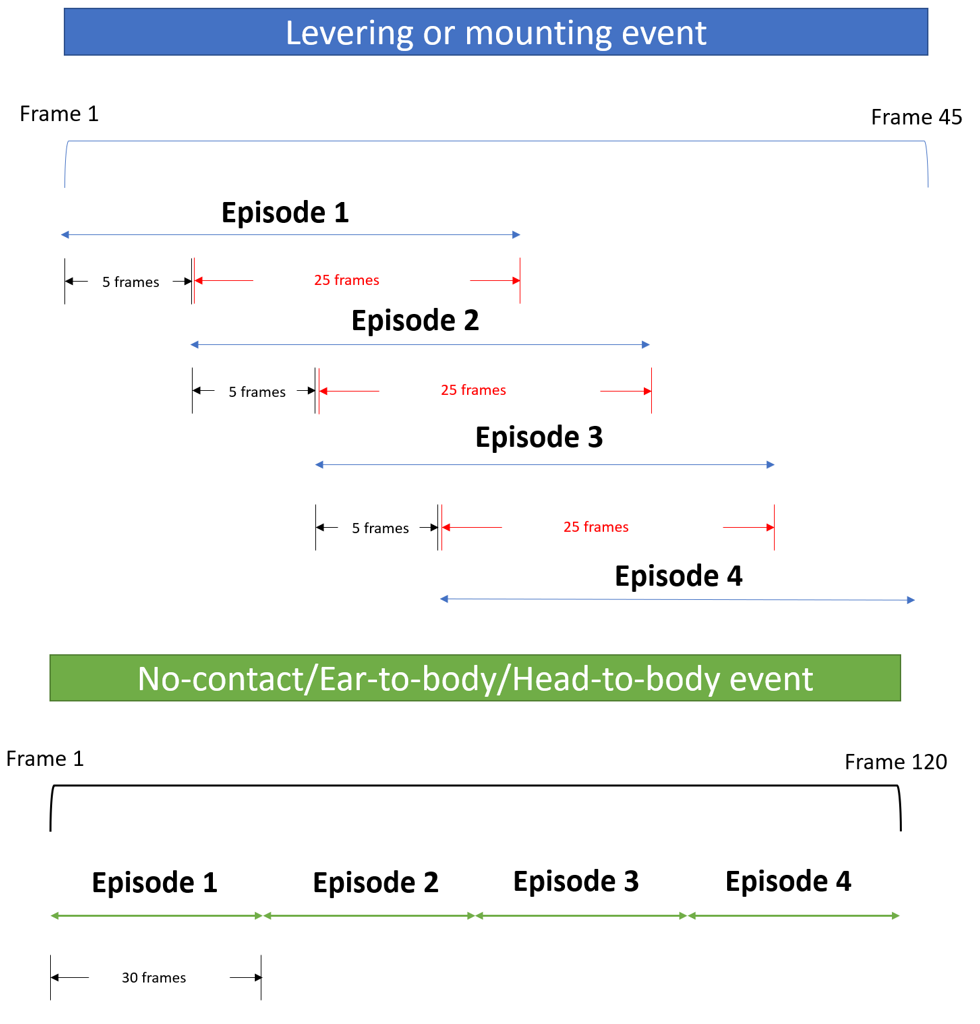 Levering or mounting event
Frame 1
Frame 45
Episode 1
5 frames
25 frames
Episode 2
5 frames
25 frames
Episode 3
5 frames
25 frames
Episode 4
No-contact/Ear-to-body/Head-to-body event
Frame 1
Frame 120
Episode 1
Episode 2
Episode 3
Episode 4
30 frames